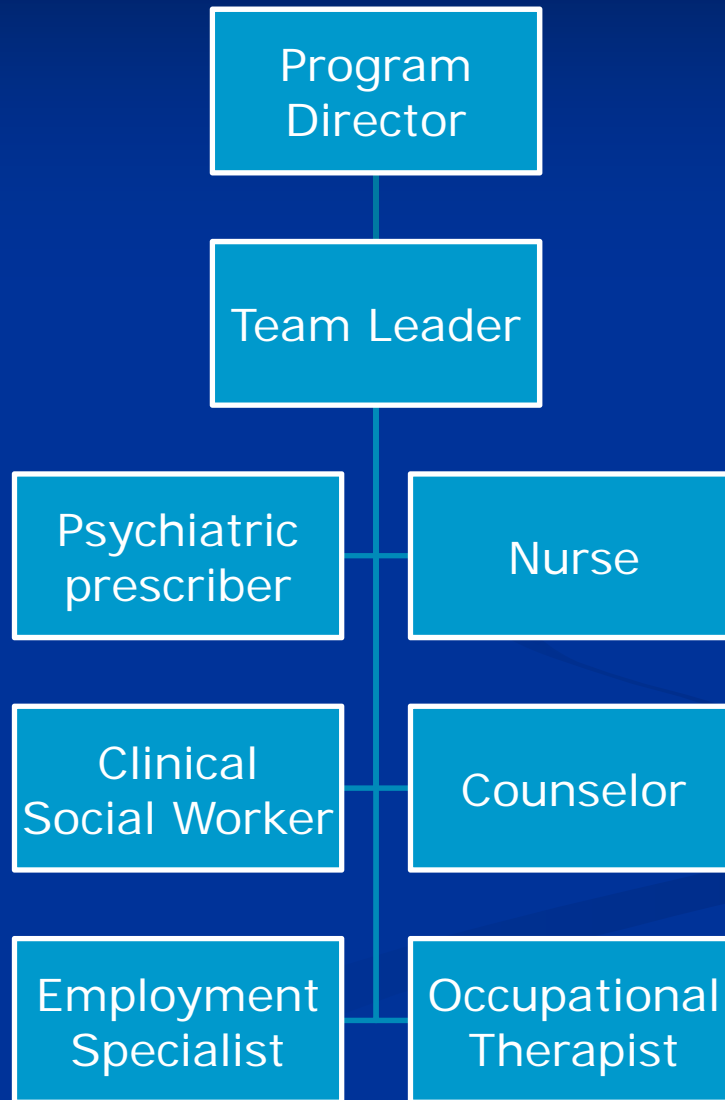 Program
Director
Team Leader
Psychiatric
prescriber
Nurse
Clinical
Social Worker
Counselor
Employment
Specialist
Occupational
Therapist